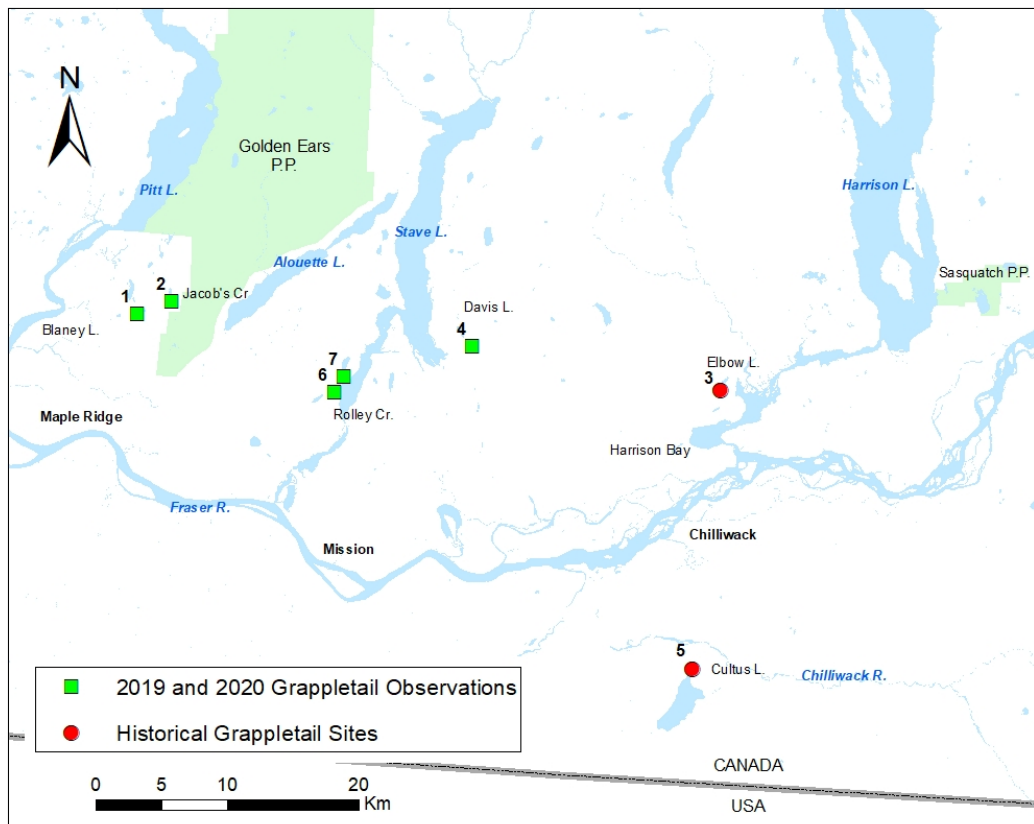 N
Golden Ears
P.P.
Pitt L.
Harrison L.
Stave L.
Alouette L.
Sasquatch P.P.
2
Jacob's Cr
1
Blaney L.
Davis L.
4
Elbow L.
3
7
6
Rolley Cr.
Maple Ridge
Harrison Bay
Fraser R.
Mission
Chilliwack
5
Cultus L.
Chilliwack R.
2019 and 2020 Grappletail Observations
Historical Grappletail Sites
CANADA
USA
0 5 10 20
Km